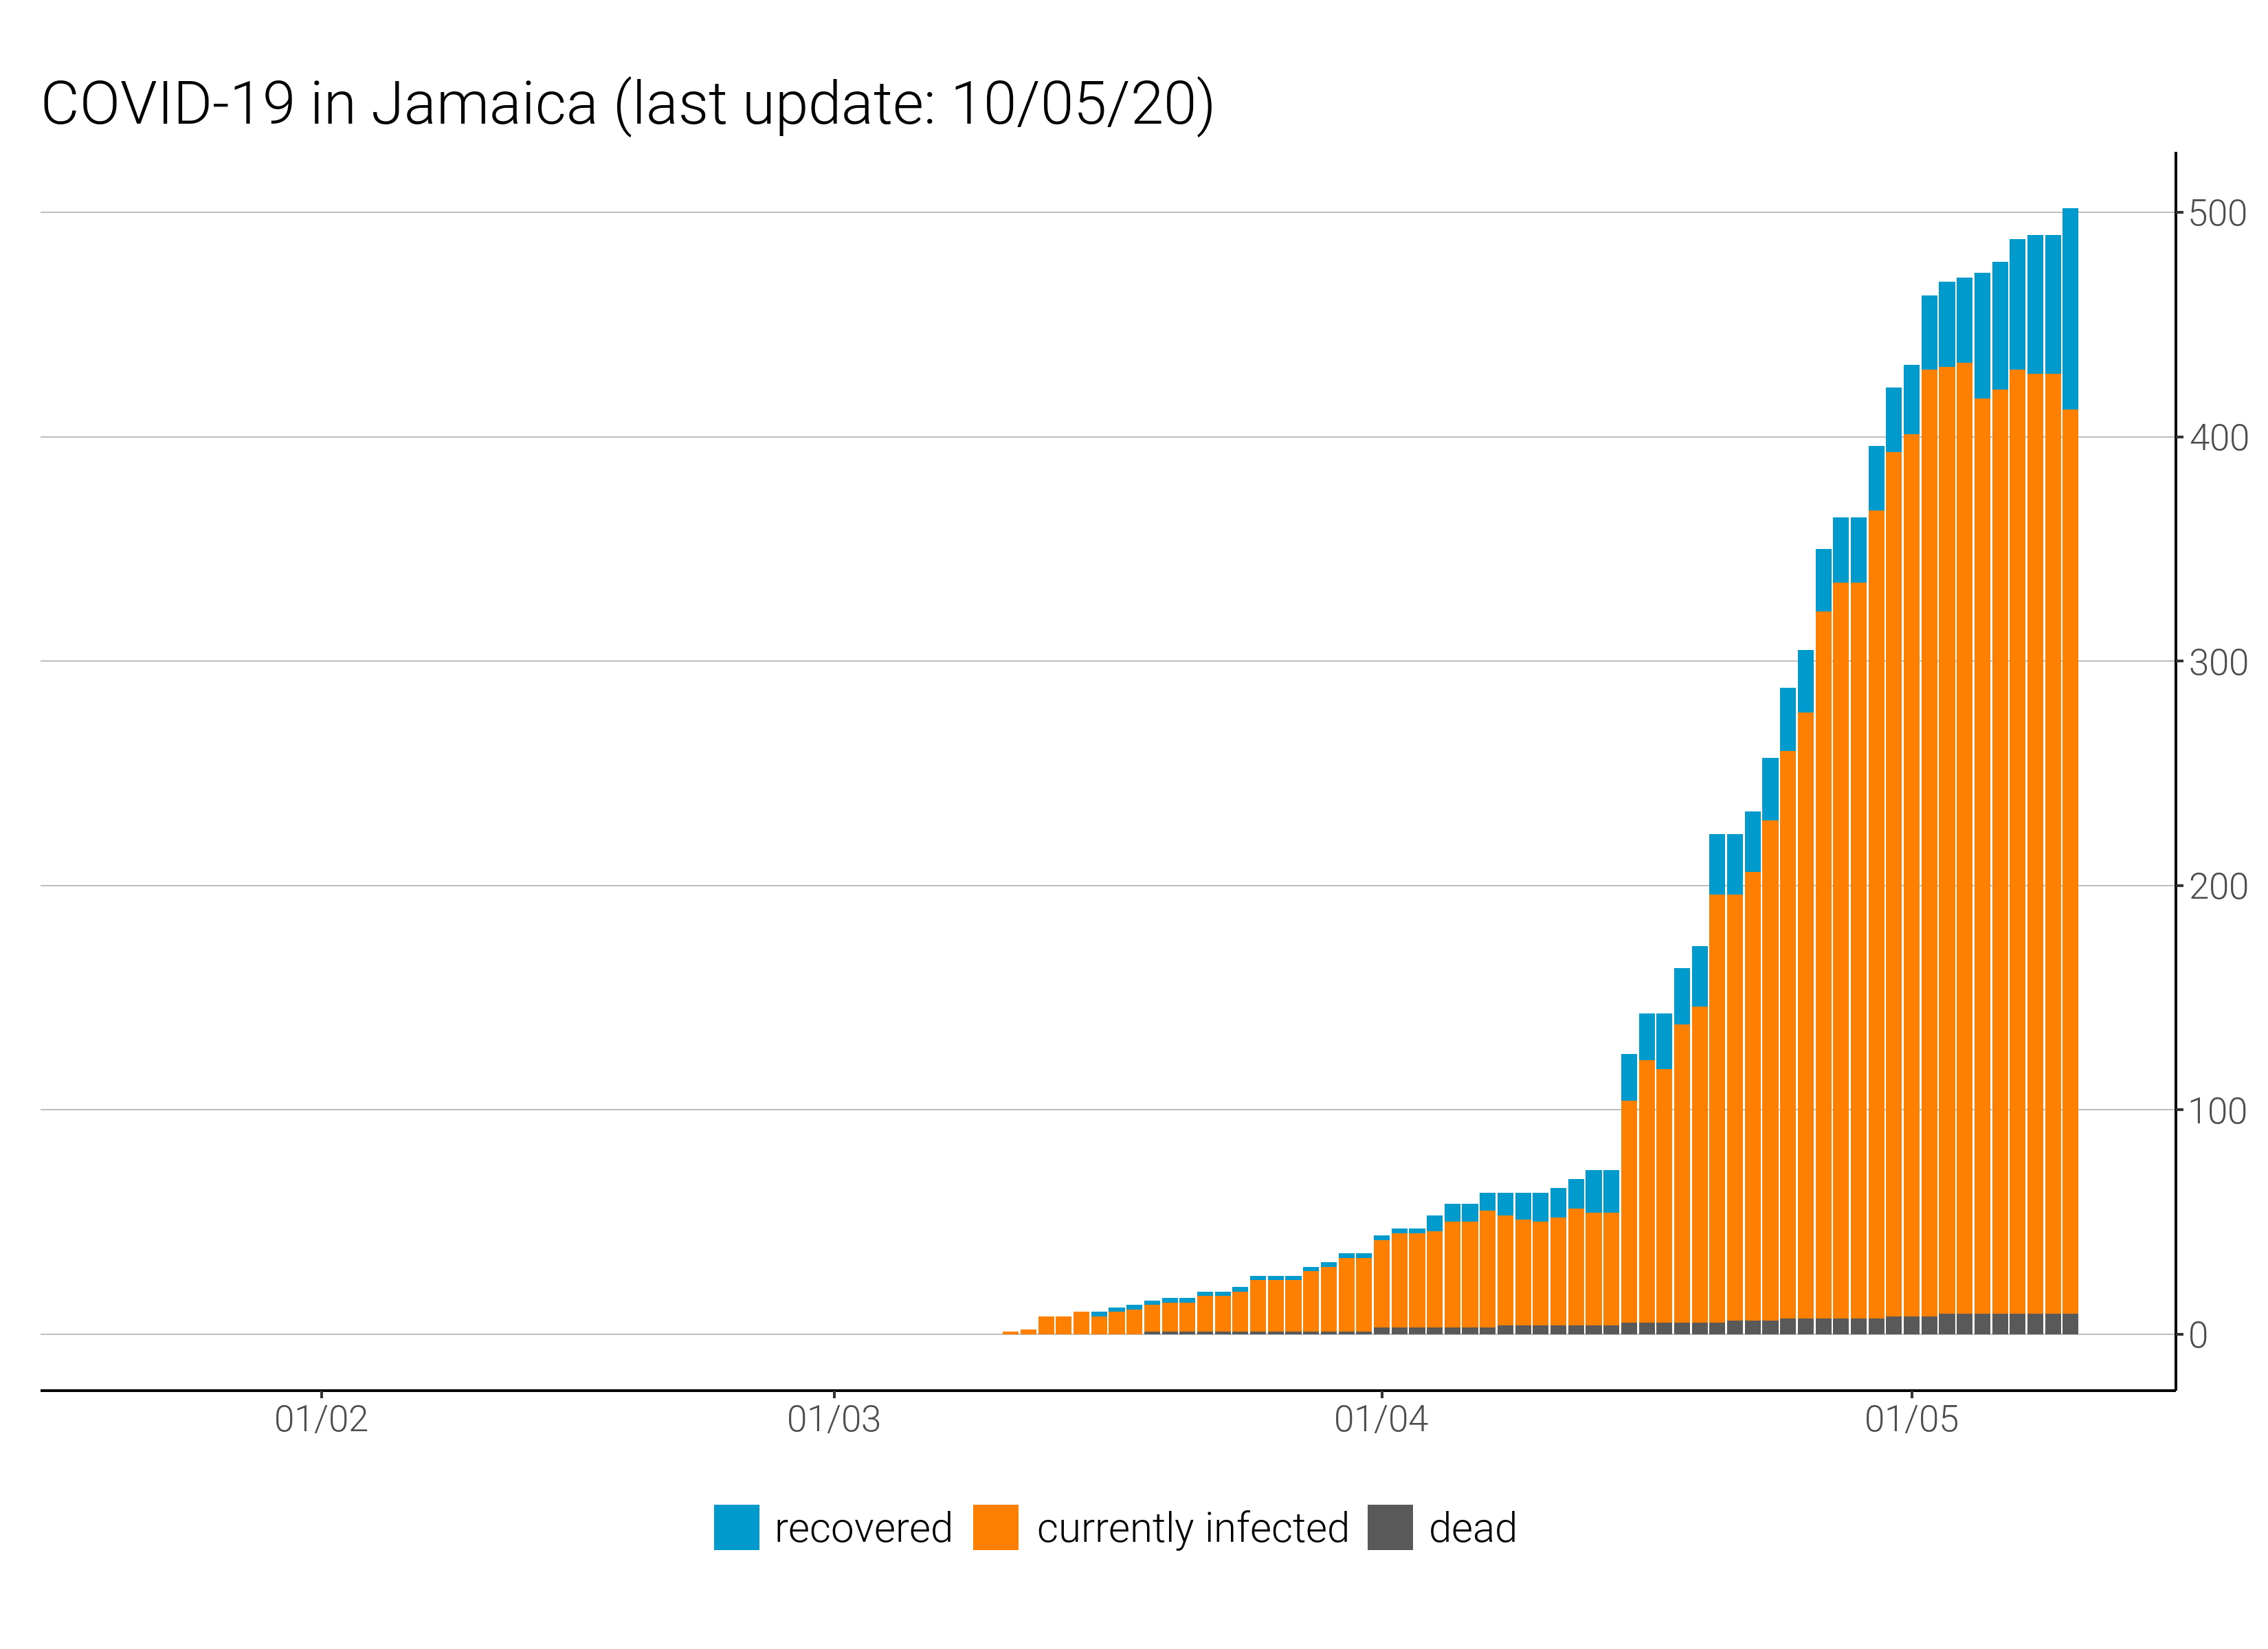 COVID-19 in Jamaica (last update: 10/05/20)
500
400
300
200
100
0
01/02 01/03 01/04 01/05
recovered currently infected dead